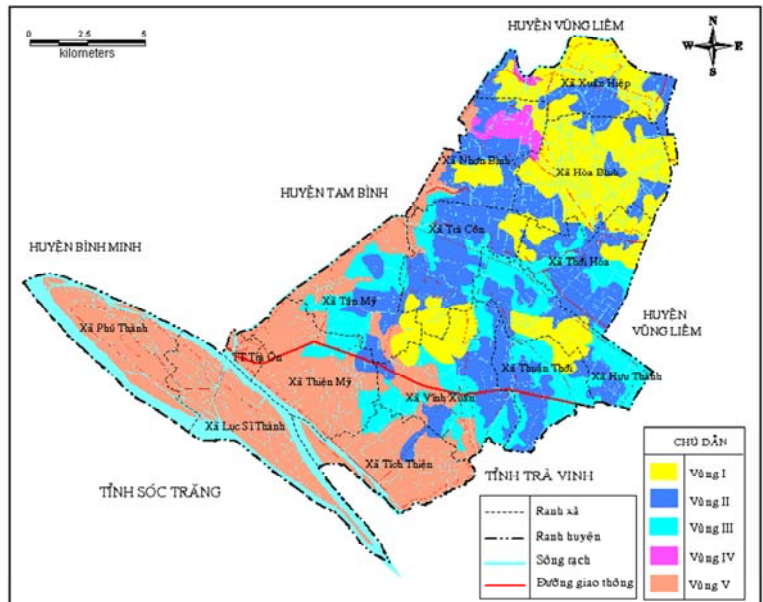 HUYỆN VŨNG LIÊM
N
W E
S
0 2.5 5
kilometers
Xã Xuân Hiệp
Xã Nhơn Bình
Xã Hòa Bình
HUYỆN TAM BÌNH
Xã Trà Côn
HUYỆN BÌNH MINH
Xã Thới Hòa
Xã Tân Mỹ
HUYỆN
VŨNG LIÊM
Xã Phú Thành
TT Trà Ôn
Xã Thuận Thới
Xã Hựu Thành
Xã Thiện Mỹ
Xã Vĩnh Xuân
Xã Lục Sĩ Thành
Xã Tích Thiện
TỈNH TRÀ VINH
TỈNH SÓC TRĂNG
CHÚ DẪN
Vùng I
Vùng II
Vùng III
Vùng IV
Vùng V
Ranh xã
Ranh huyện
Sông rạch
Đường giao thông